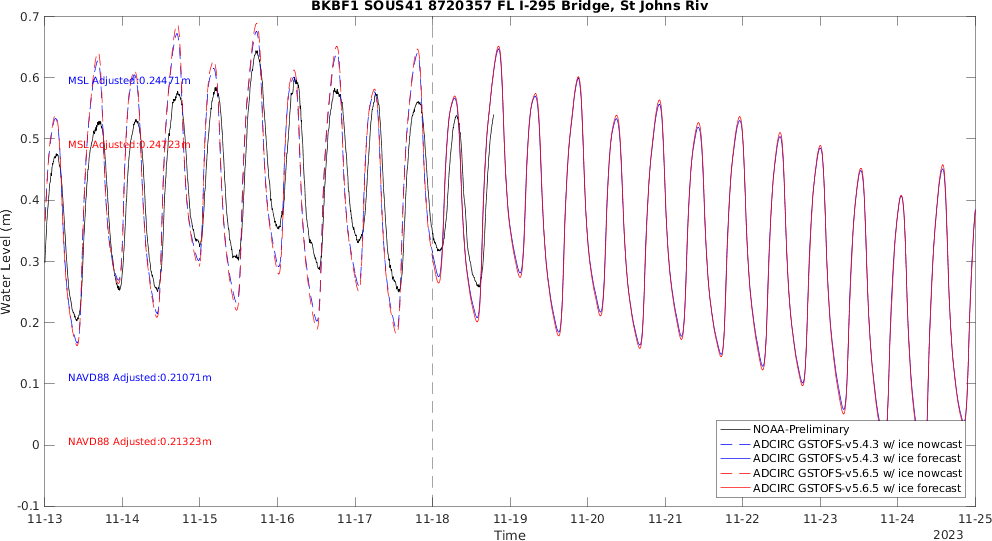 BKBF1 SOUS41 8720357 FL I-295 Bridge, St Johns Riv
Water Level (m)
0.7
0.6
0.5
0.4
0.3
0.2
0.1
0
-0.1
MSL Adjusted:0.24471m
MSL Adjusted:0.24723m
NAVD88 Adjusted:0.21071m
NAVD88 Adjusted:0.21323m
NOAA-Preliminary
ADCIRC GSTOFS-v5.4.3 w/ ice nowcast
ADCIRC GSTOFS-v5.4.3 w/ ice forecast
ADCIRC GSTOFS-v5.6.5 w/ ice nowcast
ADCIRC GSTOFS-v5.6.5 w/ ice forecast
11-13 11-14 11-15 11-16 11-17 11-18 11-19 11-20 11-21 11-22 11-23 11-24 11-25
Time
2023